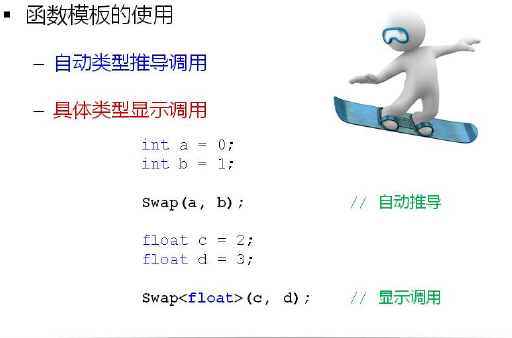 ▪ 函数模板的使用
– 自动类型推导调用
– 具体类型显示调用
int a = 0;
int b = 1;
Swap(a, b); // 自动推导
float c = 2;
float d = 3;
Swap<float>(c, d); // 显示调用